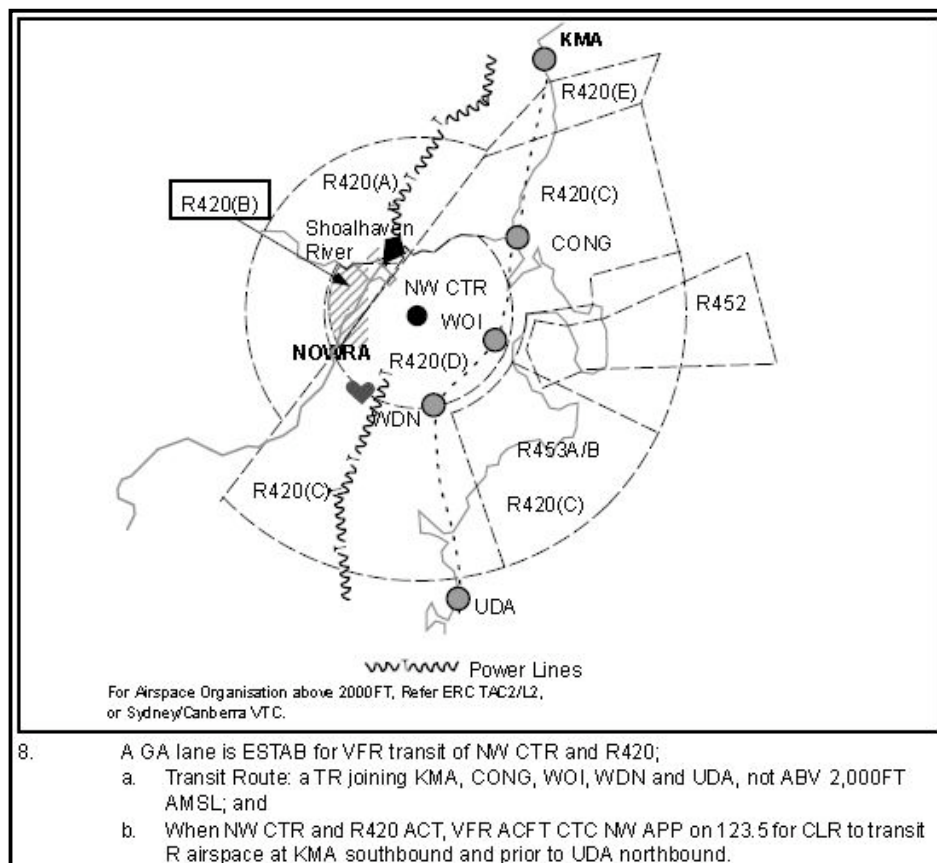 KMA
R420(E)
R420(A)
R420(C)
R420(B)
Shoalhaven
River
CONG
NW CTR
WOI
R452
NOWRA
R420(D)
WDN
R453A/B
R420(C)
R420(C)
UDA
Power Lines
For Airspace Organisation above 2000FT, Refer ERC TAC2/L2,
or Sydney/Canberra VTC.
8. A GA lane is ESTAB for VFR transit of NW CTR and R420;
a. Transit Route: a TR joining KMA, CONG, WOI, WDN and UDA, not ABV 2,000FT
AMSL; and
b. When NW CTR and R420 ACT, VFR ACFT CTC NW APP on 123.5 for CLR to transit
R airspace at KMA southbound and prior to UDA northbound.